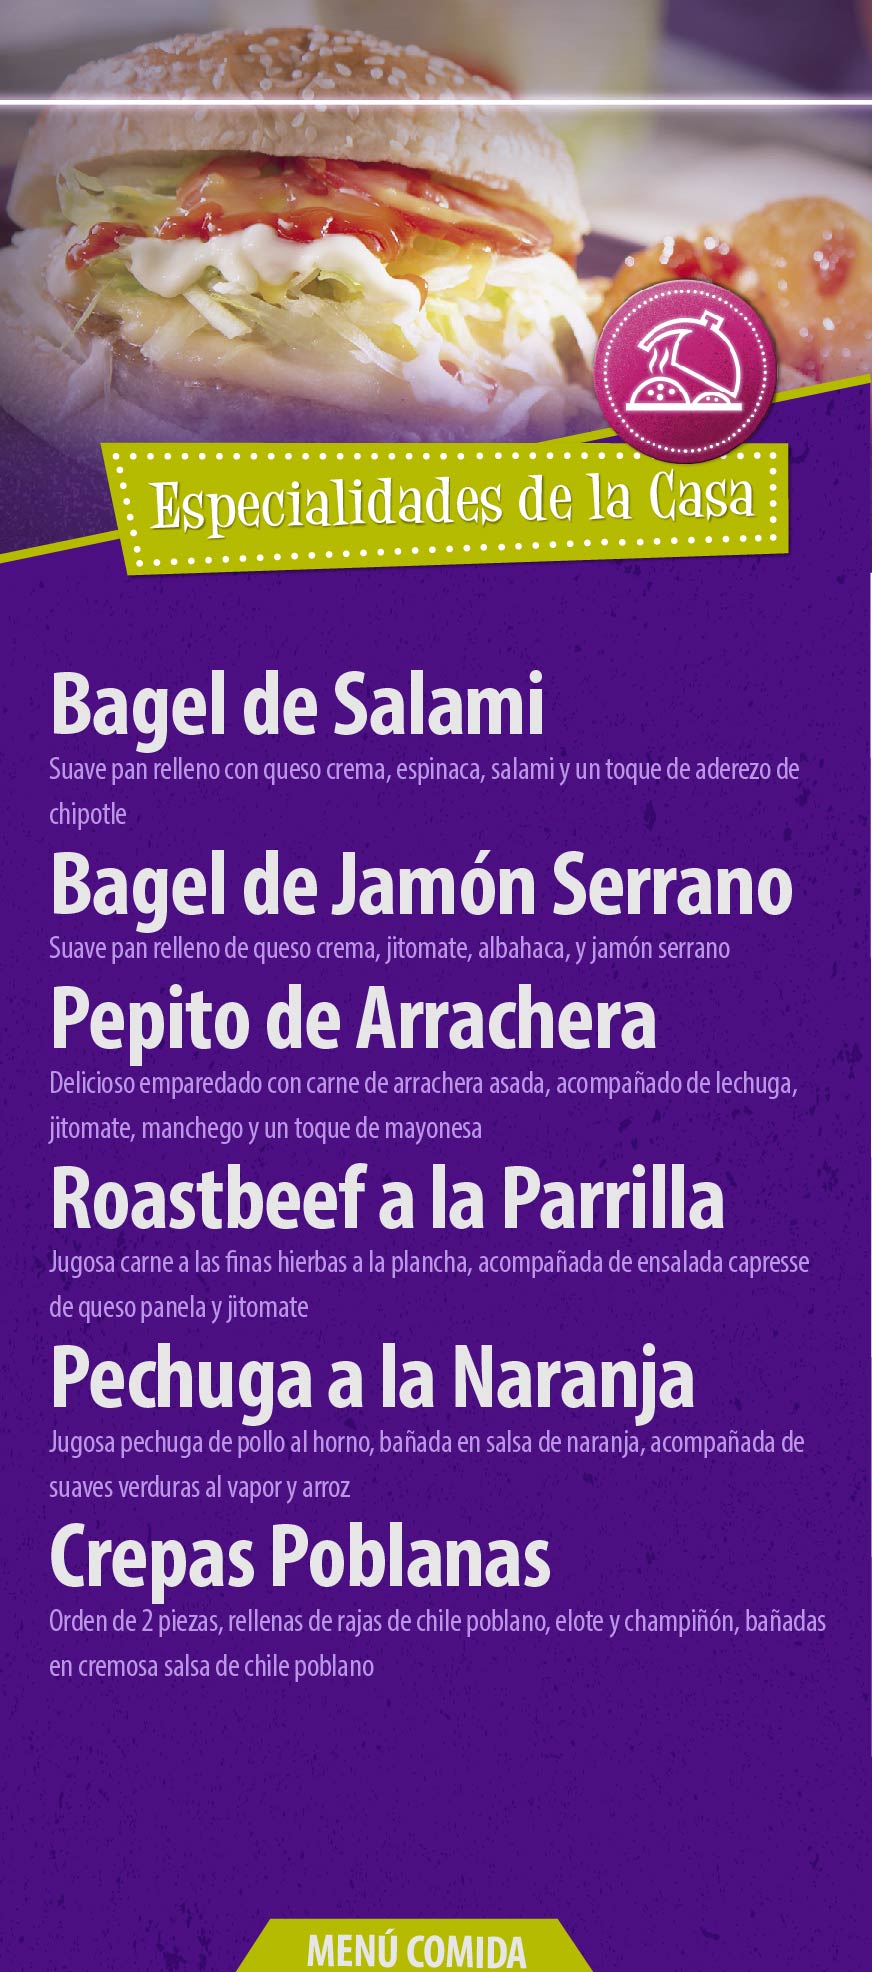 Especialidades de la Casa
Bagel de Salami
Suave pan relleno con queso crema, espinaca, salami y un toque de aderezo de
chipotle
Bagel de Jamón Serrano
Suave pan relleno de queso crema, jitomate, albahaca, y jamón serrano
Pepito de Arrachera
Delicioso emparedado con carne de arrachera asada, acompañado de lechuga,
jitomate, manchego y un toque de mayonesa
Roastbeef a la Parrilla
Jugosa carne a las finas hierbas a la plancha, acompañada de ensalada capresse
de queso panela y jitomate
Pechuga a la Naranja
Jugosa pechuga de pollo al horno, bañada en salsa de naranja, acompañada de
suaves verduras al vapor y arroz
Crepas Poblanas
Orden de 2 piezas, rellenas de rajas de chile poblano, elote y champiñón, bañadas
en cremosa salsa de chile poblano
MENÚ COMIDA